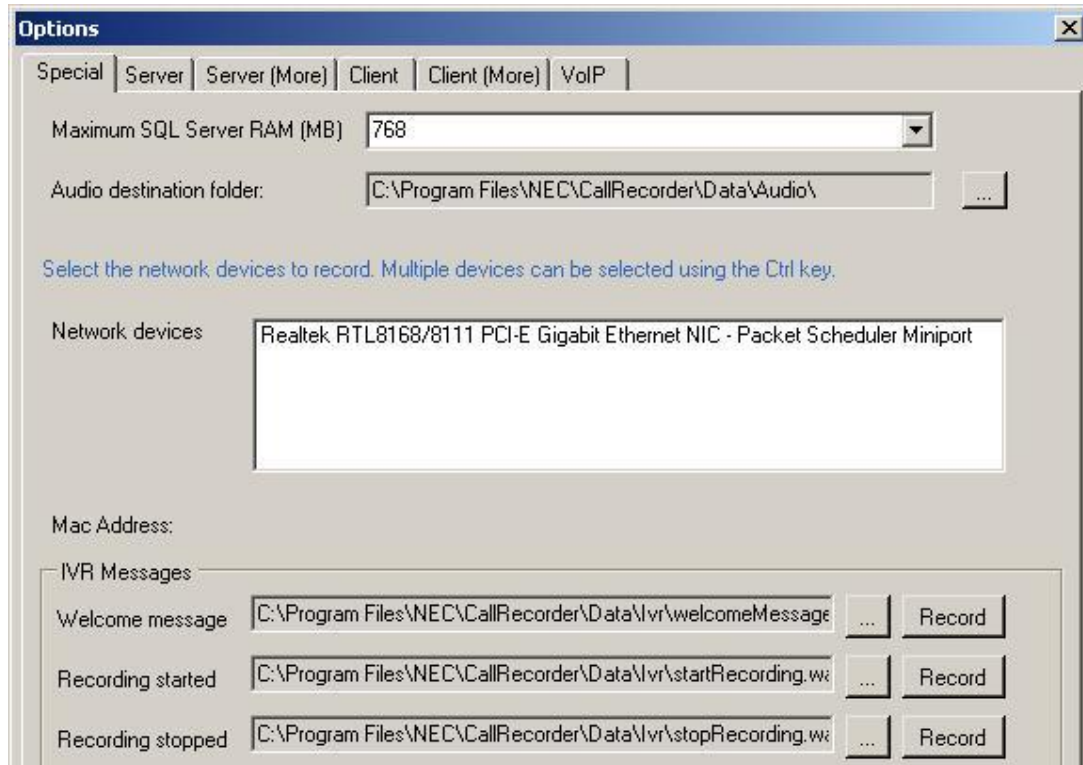 Options
Special Server Server (More) Client Client (More) VoIP
Maximum SQL Server RAM (MB) 768
Audio destination folder: C:\Program Files\NEC\CallRecorder\Data\Audio\ ...
Select the network devices to record. Multiple devices can be selected using the Ctrl key.
Network devices Realtek RTL8168/8111 PCI-E Gigabit Ethernet NIC - Packet Scheduler Miniport
Mac Address:
IVR Messages
Welcome message C:\Program Files\NEC\CallRecorder\Data\Ivr\welcomeMessage ... Record
Recording started C:\Program Files\NEC\CallRecorder\Data\Ivr\startRecording.wa ... Record
Recording stopped C:\Program Files\NEC\CallRecorder\Data\Ivr\stopRecording.wa ... Record